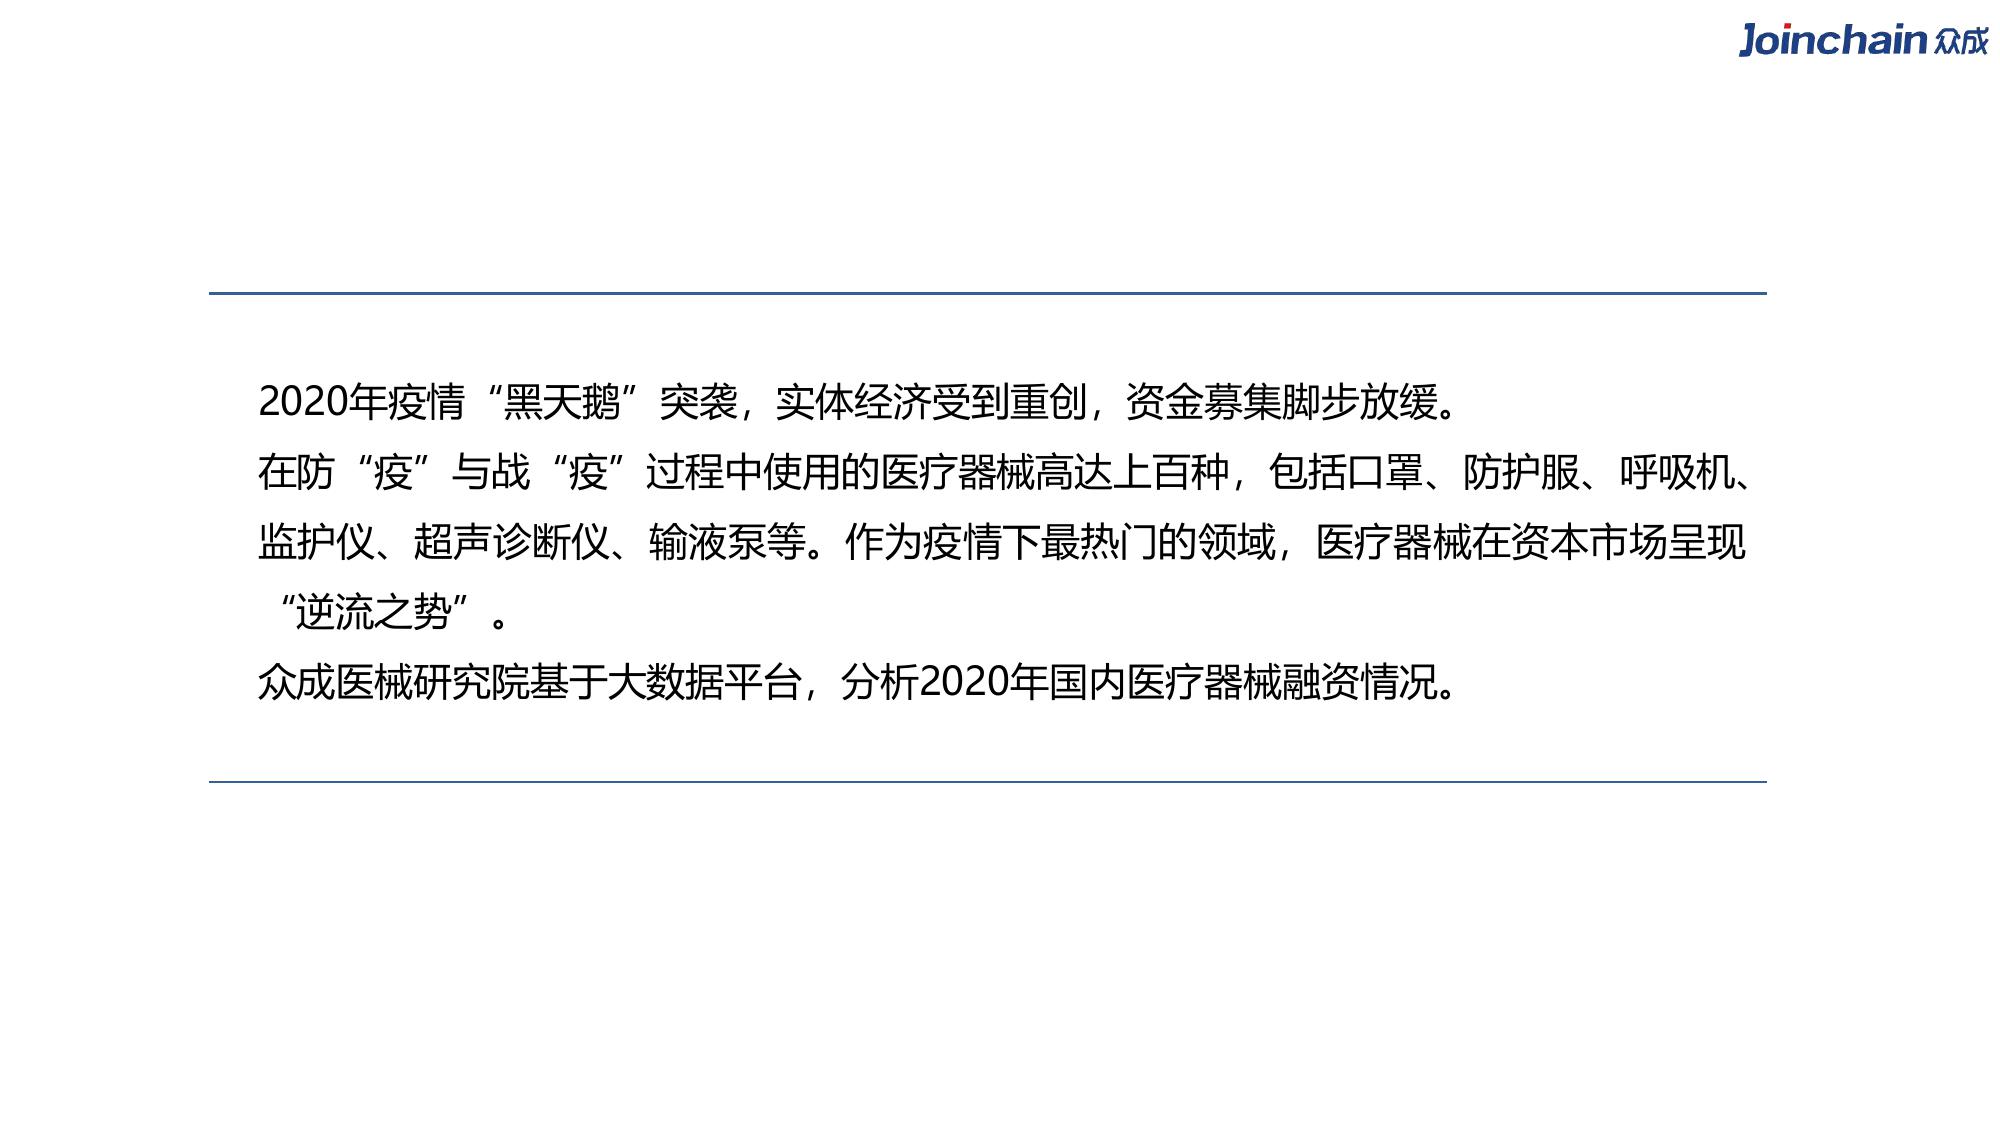 Joinchain 众成
2020年疫情“黑天鹅”突袭，实体经济受到重创，资金募集脚步放缓。
在防“疫”与战“疫”过程中使用的医疗器械高达上百种，包括口罩、防护服、呼吸机、
监护仪、超声诊断仪、输液泵等。作为疫情下最热门的领域，医疗器械在资本市场呈现
“逆流之势”。
众成医械研究院基于大数据平台，分析2020年国内医疗器械融资情况。